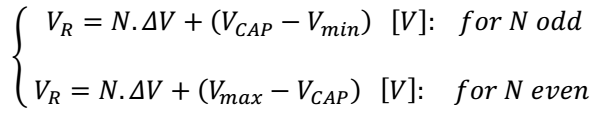 V_R = N.ΔV + (V_CAP − V_min) [V]: for N odd
V_R = N.ΔV + (V_max − V_CAP) [V]: for N even